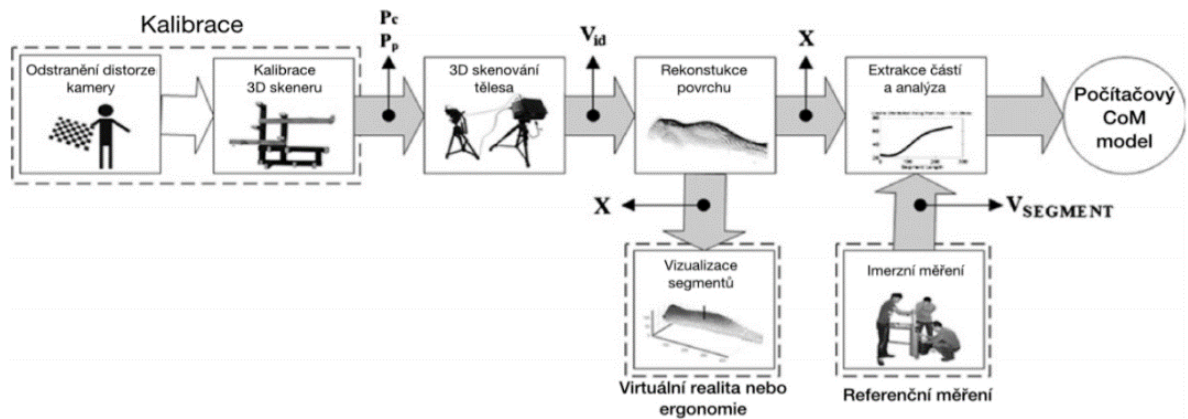 Kalibrace
Odstranění distorze
kamery
Kalibrace
3D skeneru
Pc
Pp
3D skenování
tělesa
Vid
Rekonstukce
povrchu
X
Extrakce částí
a analýza
Počítačový
CoM
model
X
VSEGMENT
Vizualizace
segmentů
Imerzní měření
Virtuální realita nebo
ergonomie
Referenční měření